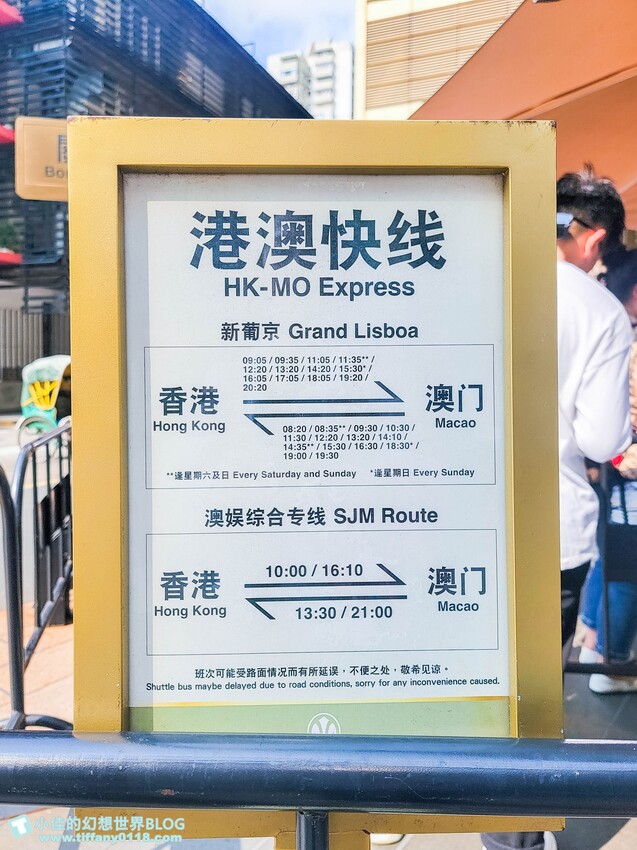 Bo
港澳快线
HK-MO Express
新葡京 Grand Lisboa
09:05 / 09:35 / 11:05 / 11:35** /
12:20 / 13:20 / 14:20 / 15:30* /
16:05 / 17:05 / 18:05 / 19:20 /
20:20
香港
Hong Kong
澳门
Macao
08:20 / 08:35** / 09:30 / 10:30 /
11:30 / 12:20 / 13:20 / 14:10 /
14:35** / 15:30 / 16:30 / 18:30* /
19:00 / 19:30
**逢星期六及日 Every Saturday and Sunday *逢星期日 Every Sunday
澳娱综合专线 SJM Route
10:00 / 16:10
香港
Hong Kong
澳门
Macao
13:30 / 21:00
班次可能受路面情况而有所延误，不便之处，敬希见谅。
Shuttle bus maybe delayed due to road conditions, sorry for any inconvenience caused.
小倩的幻想世界BLOG
www.tiffany0118.com